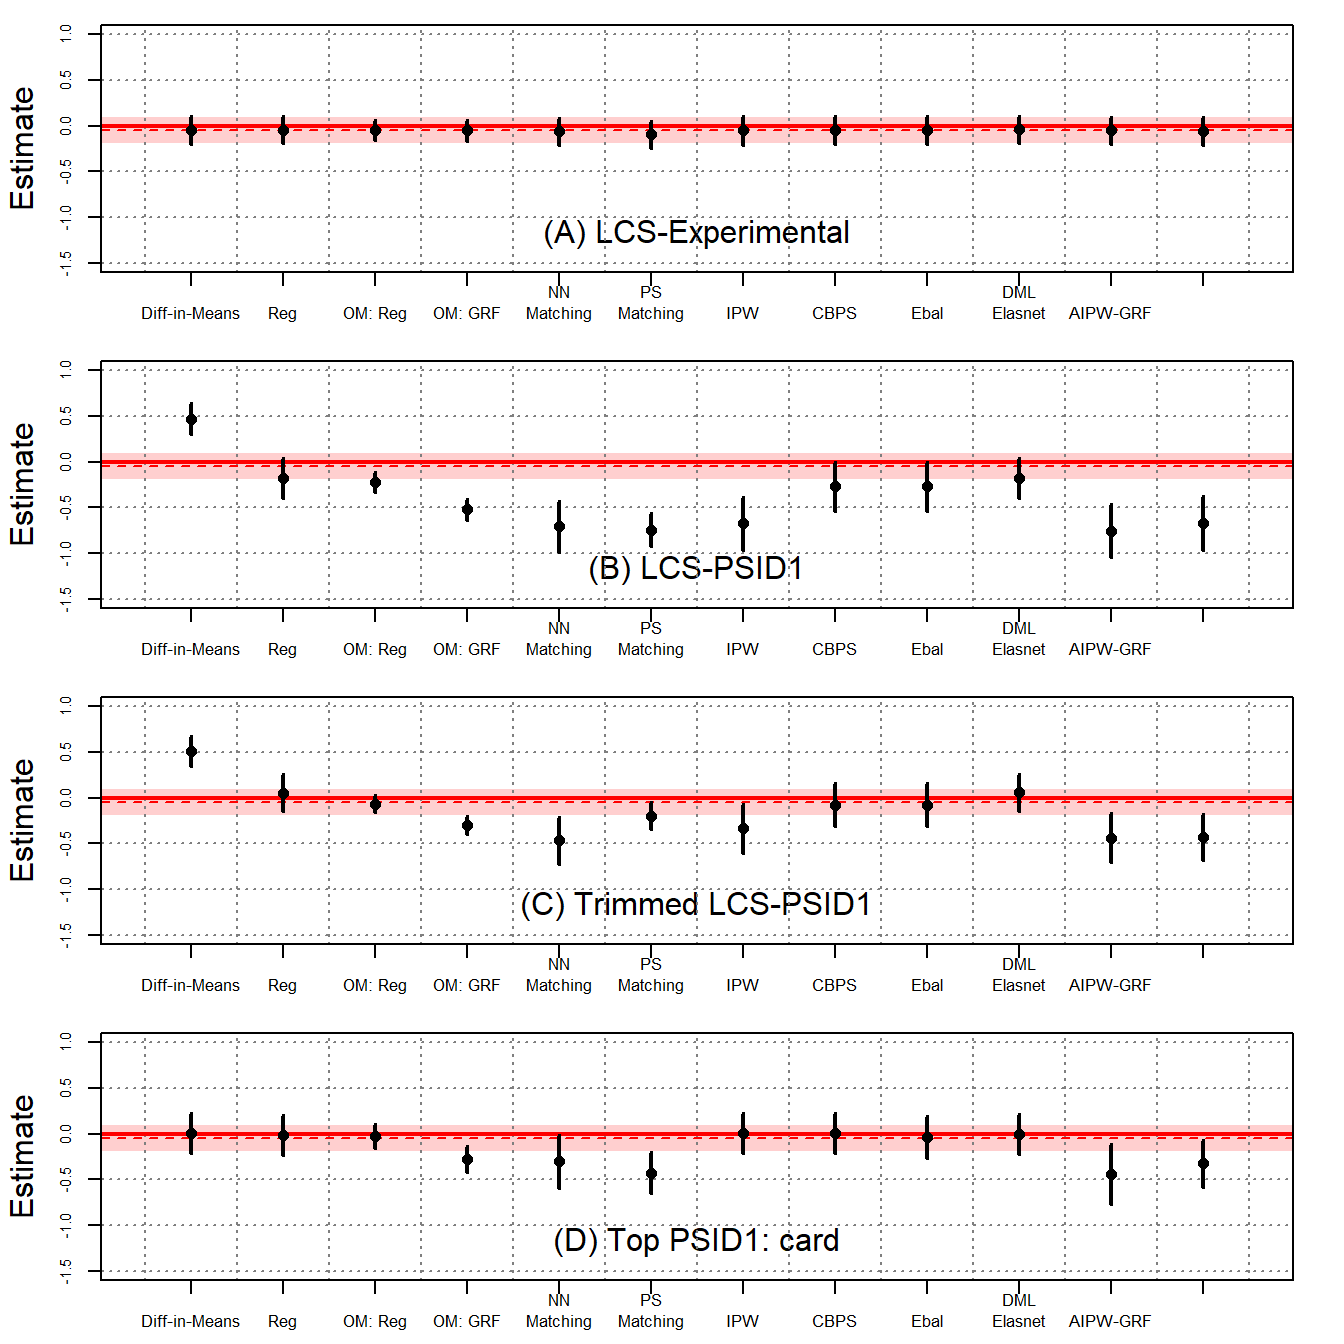 1.0
0.5
0.0
-0.5
-1.0
-1.5
Estimate
(A) LCS-Experimental
NN PS DML
Diff-in-Means Reg OM: Reg OM: GRF Matching Matching IPW CBPS Ebal Elasnet AIPW-GRF
1.0
0.5
0.0
-0.5
-1.0
-1.5
Estimate
(B) LCS-PSID1
NN PS DML
Diff-in-Means Reg OM: Reg OM: GRF Matching Matching IPW CBPS Ebal Elasnet AIPW-GRF
1.0
0.5
0.0
-0.5
-1.0
-1.5
Estimate
(C) Trimmed LCS-PSID1
NN PS DML
Diff-in-Means Reg OM: Reg OM: GRF Matching Matching IPW CBPS Ebal Elasnet AIPW-GRF
1.0
0.5
0.0
-0.5
-1.0
-1.5
Estimate
(D) Top PSID1: card
NN PS DML
Diff-in-Means Reg OM: Reg OM: GRF Matching Matching IPW CBPS Ebal Elasnet AIPW-GRF